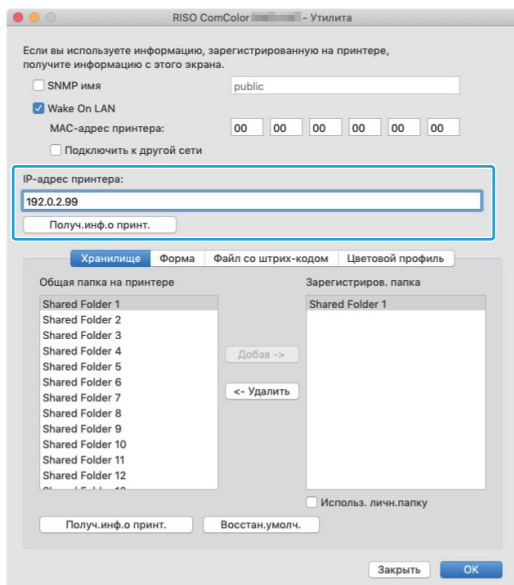 RISO ComColor - Утилита
Если вы используете информацию, зарегистрированную на принтере,
получите информацию с этого экрана.
SNMP имя
public
Wake On LAN
MAC-адрес принтера:
00 00 00 00 00 00
Подключить к другой сети
IP-адрес принтера:
192.0.2.99
Получ.инф.о принт.
Хранилище Форма Файл со штрих-кодом Цветовой профиль
Общая папка на принтере
Зарегистриров. папка
Shared Folder 1
Shared Folder 2
Shared Folder 3
Shared Folder 4
Shared Folder 5
Shared Folder 6
Shared Folder 7
Shared Folder 8
Shared Folder 9
Shared Folder 10
Shared Folder 11
Shared Folder 12
Shared Folder 1
Добав ->
<- Удалить
Использ. личн.папку
Получ.инф.о принт.
Восстан.умолч.
Закрыть
OK